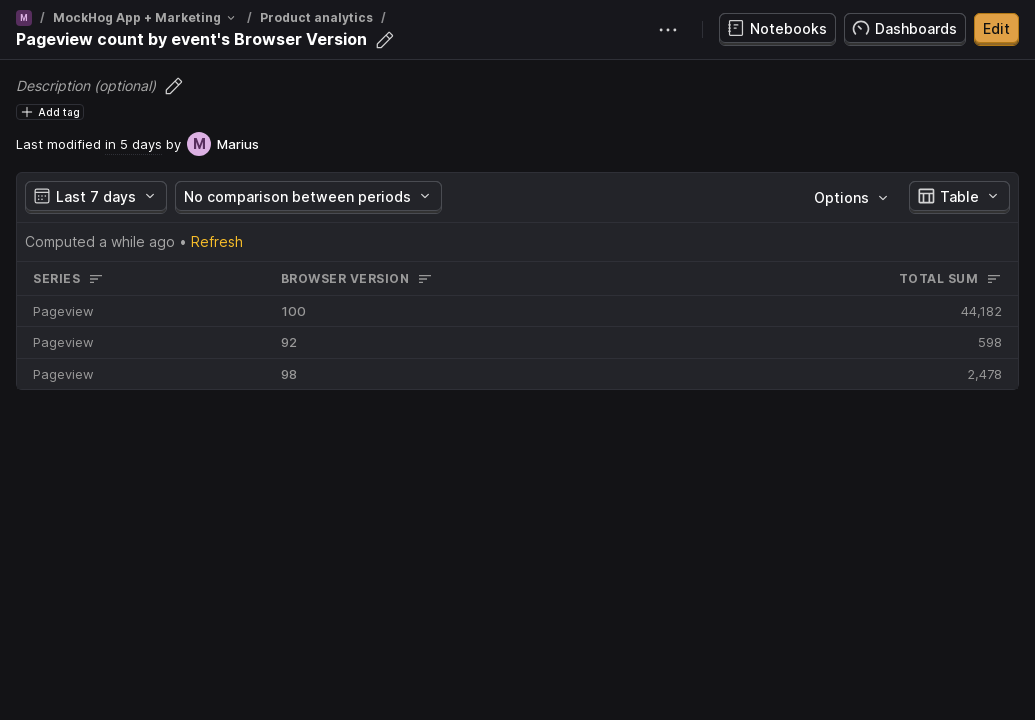 M / MockHog App + Marketing / Product analytics /
Pageview count by event's Browser Version
Notebooks Dashboards Edit
Description (optional)
Add tag
Last modified in 5 days by M Marius
Last 7 days No comparison between periods Options Table
Computed a while ago • Refresh
SERIES BROWSER VERSION TOTAL SUM
Pageview 100 44,182
Pageview 92 598
Pageview 98 2,478